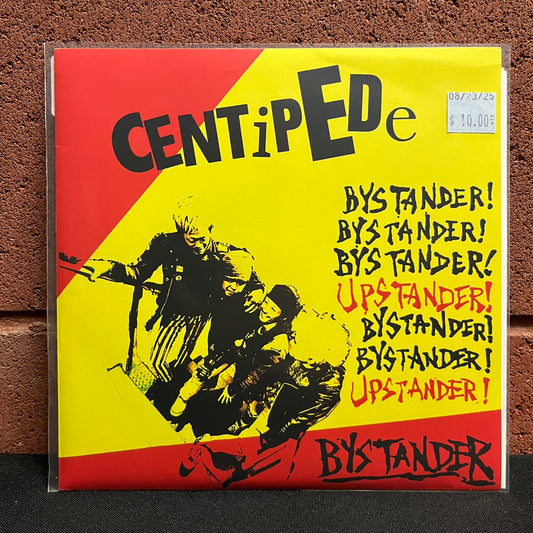 CENTiPEDe
08/23/25
$ 10.00
BYSTANDER!
BYSTANDER!
BYSTANDER!
UPSTANDER!
BYSTANDER!
BYSTANDER!
UPSTANDER!
BYSTANDER